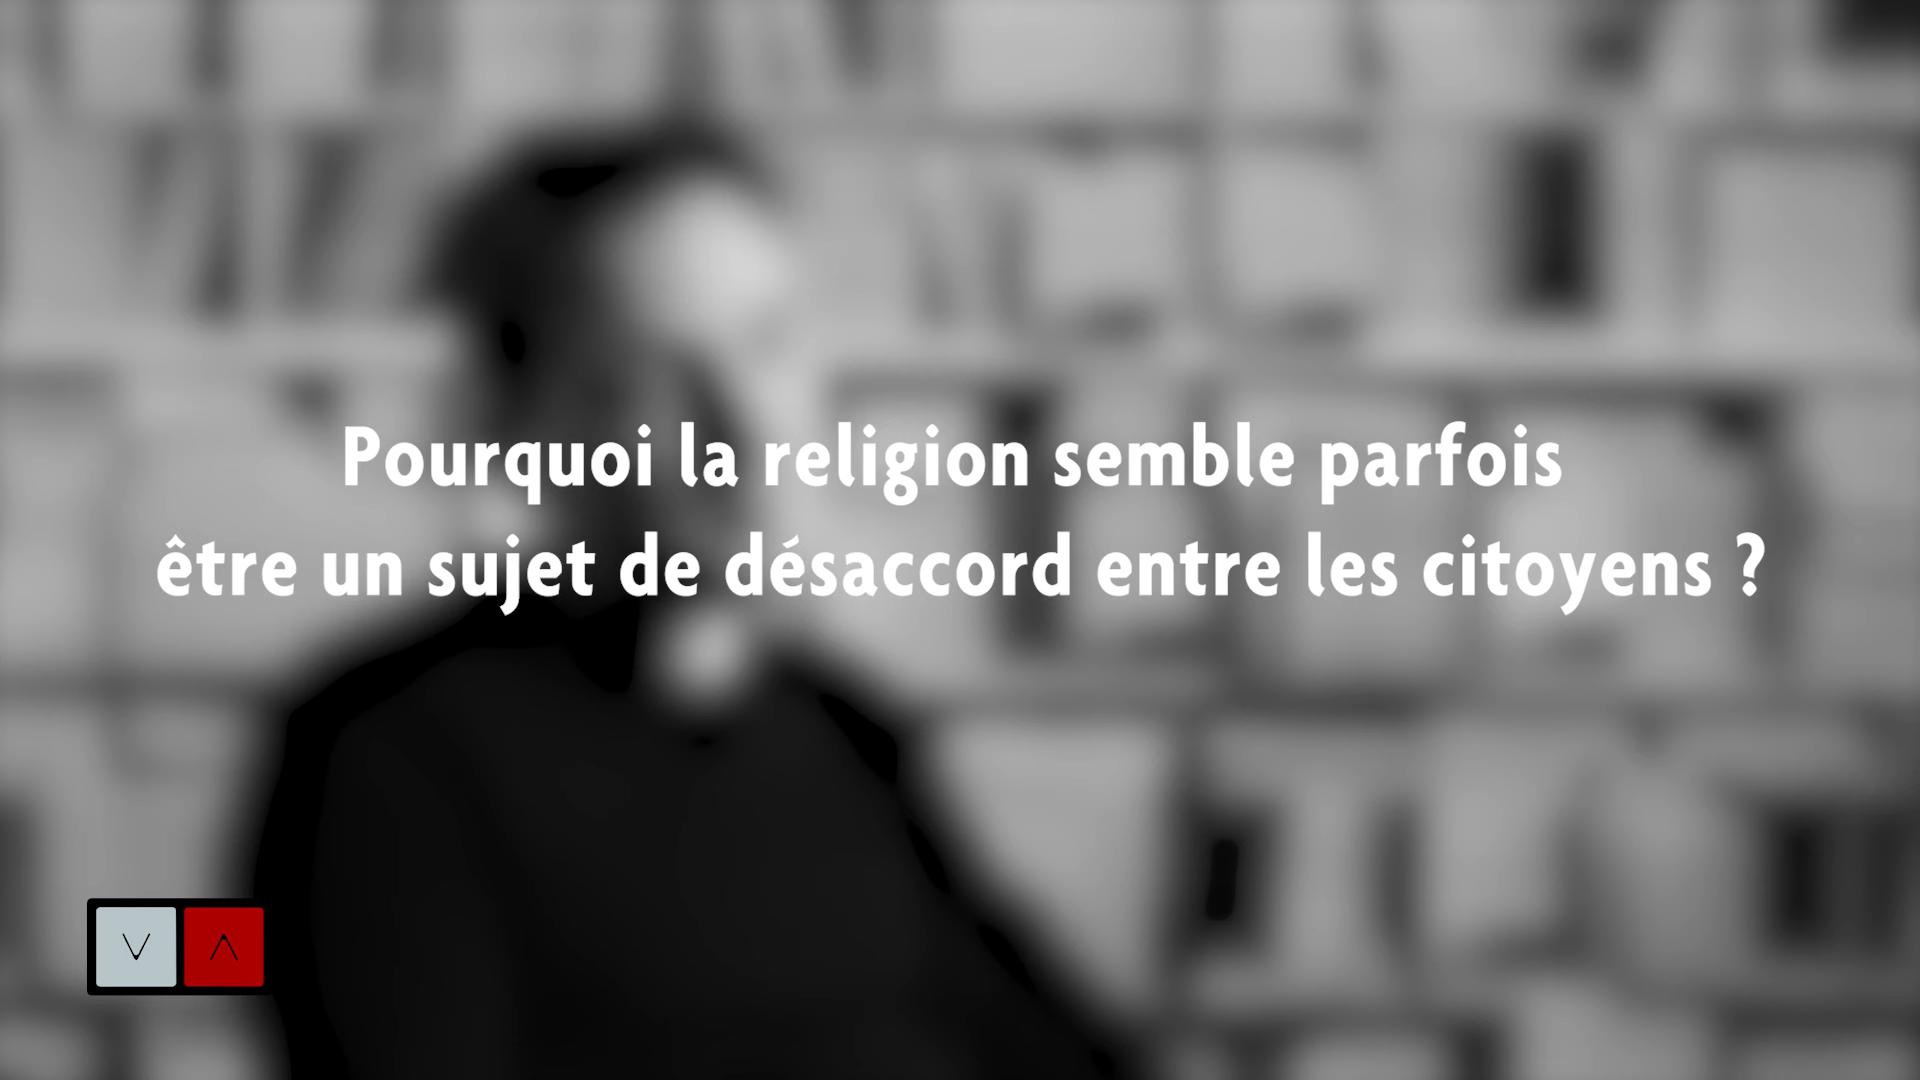 Pourquoi la religion semble parfois
être un sujet de désaccord entre les citoyens ?